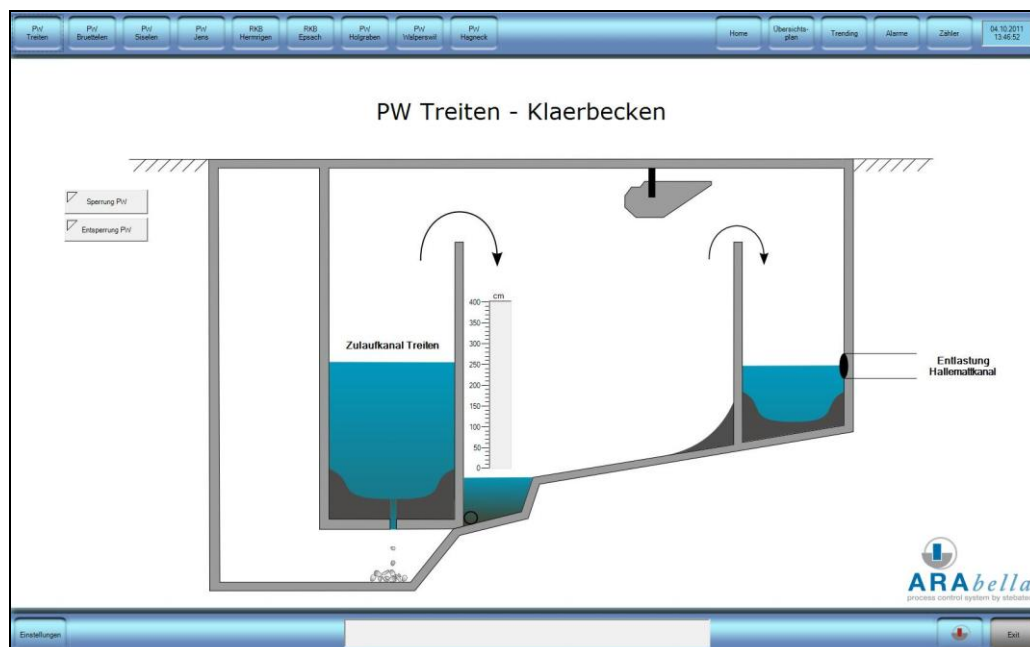 PW
Treiten
PW
Bruettelen
PW
Siselen
PW
Jens
RKB
Hermrigen
RKB
Epsach
PW
Holgraben
PW
Walperswil
PW
Hagneck
Home
Übersichts-
plan
Trending
Alarme
Zähler
04.10.2011
13:46:52
PW Treiten - Klaerbecken
Sperrung PW
Entsperrung PW
cm
400
350
300
250
200
150
100
50
0
Zulaufkanal Treiten
Entlastung
Hallemattkanal
ARAbella
process control system by stebatec
Einstellungen
Exit